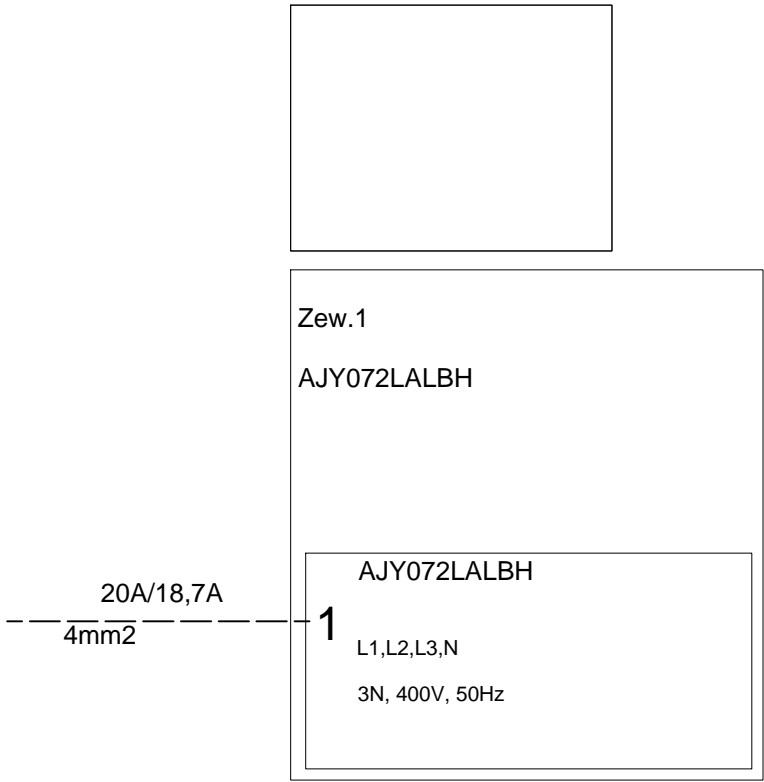 Zew.1
AJY072LALBH
AJY072LALBH
20A/18,7A
1
4mm2
L1,L2,L3,N
3N, 400V, 50Hz